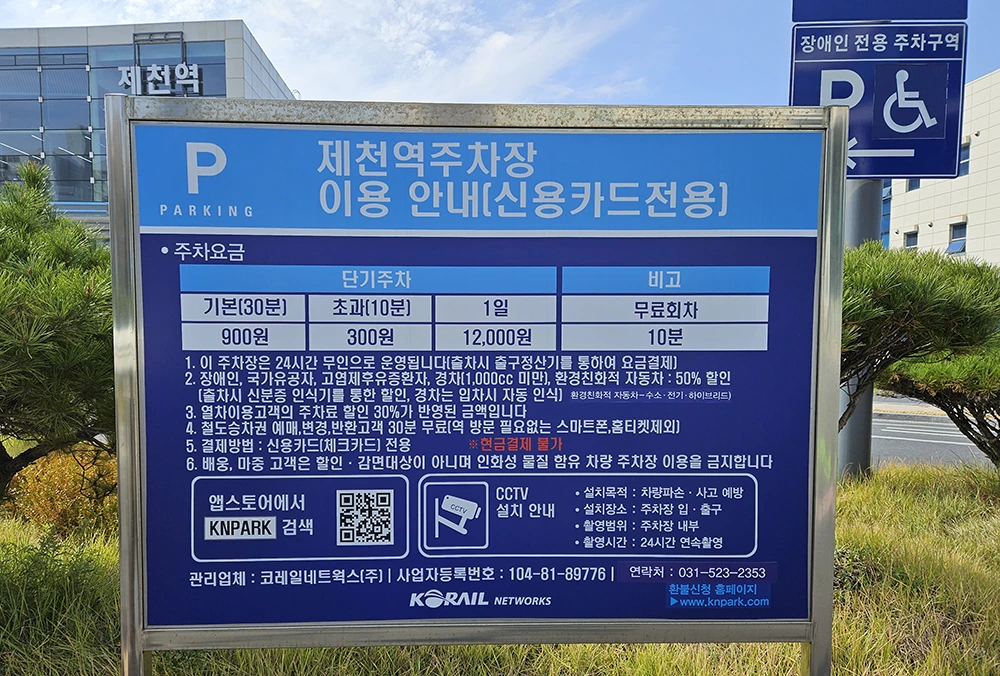 제천역
장애인 전용 주차구역
P
P
PARKING
제천역주차장
이용 안내(신용카드전용)
• 주차요금
단기주차 비고
기본(30분) 초과(10분) 1일 무료회차
900원 300원 12,000원 10분
1. 이 주차장은 24시간 무인으로 운영됩니다(출차시 출구정산기를 통하여 요금결제)
2. 장애인, 국가유공자, 고엽제후유증환자, 경차(1,000cc 미만), 환경친화적 자동차 : 50% 할인
(출차시 신분증 인식기를 통한 할인, 경차는 입차시 자동 인식) 환경친화적 자동차-수소·전기·하이브리드)
3. 열차이용고객의 주차료 할인 30%가 반영된 금액입니다
4. 철도승차권 예매,변경,반환고객 30분 무료(역 방문 필요없는 스마트폰,홈티켓제외)
5. 결제방법 : 신용카드(체크카드) 전용 ※현금결제 불가
6. 배웅, 마중 고객은 할인·감면대상이 아니며 인화성 물질 함유 차량 주차장 이용을 금지합니다
앱스토어에서
KNPARK 검색
CCTV
CCTV
설치 안내
• 설치목적 : 차량파손·사고 예방
• 설치장소 : 주차장 입·출구
• 촬영범위 : 주차장 내부
• 촬영시간 : 24시간 연속촬영
관리업체 : 코레일네트웍스(주) | 사업자등록번호 : 104-81-89776 | 연락처 : 031-523-2353
환불신청 홈페이지
▶www.knpark.com
KORAIL NETWORKS